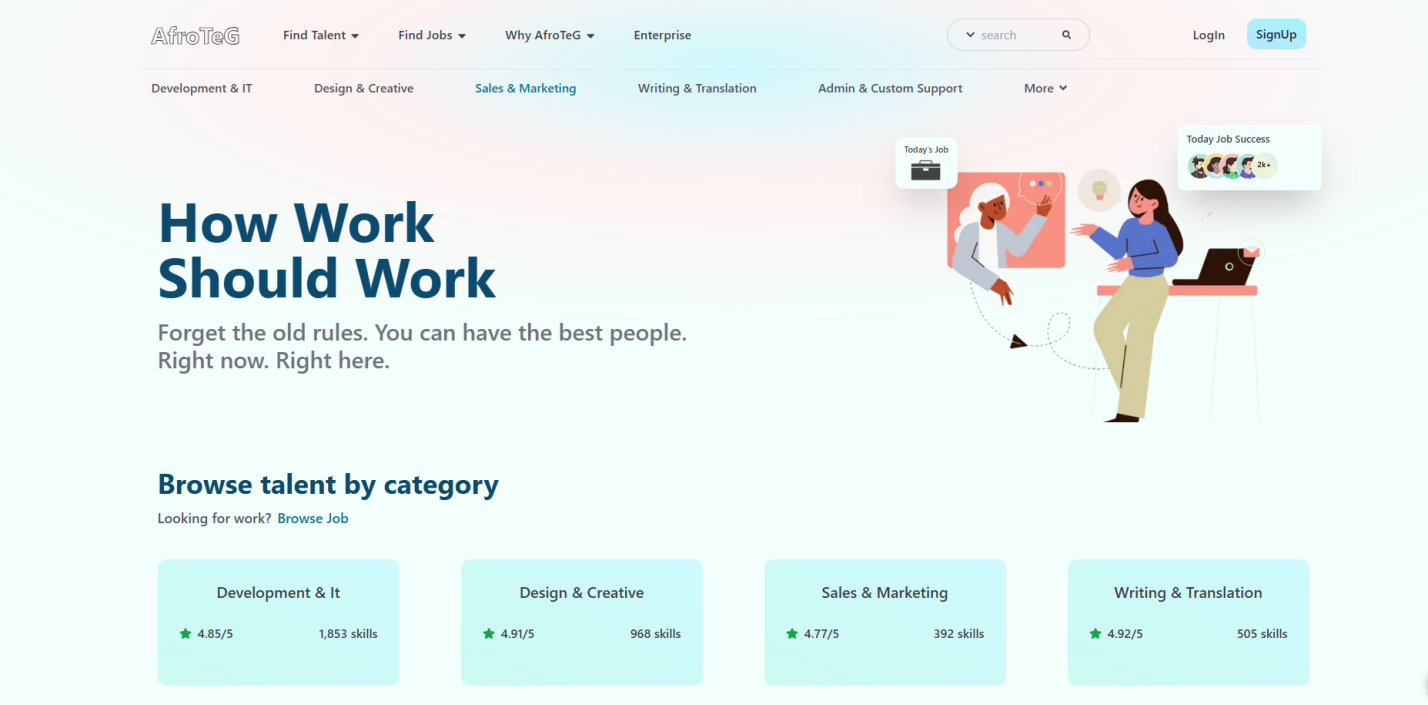 AfroTeG Find Talent Find Jobs Why AfroTeG Enterprise search LogIn SignUp
Development & IT Design & Creative Sales & Marketing Writing & Translation Admin & Custom Support More
Today's Job
Today Job Success
2k+
How Work
Should Work
Forget the old rules. You can have the best people.
Right now. Right here.
Browse talent by category
Looking for work? Browse Job
Development & It
4.85/5 1,853 skills
Design & Creative
4.91/5 968 skills
Sales & Marketing
4.77/5 392 skills
Writing & Translation
4.92/5 505 skills